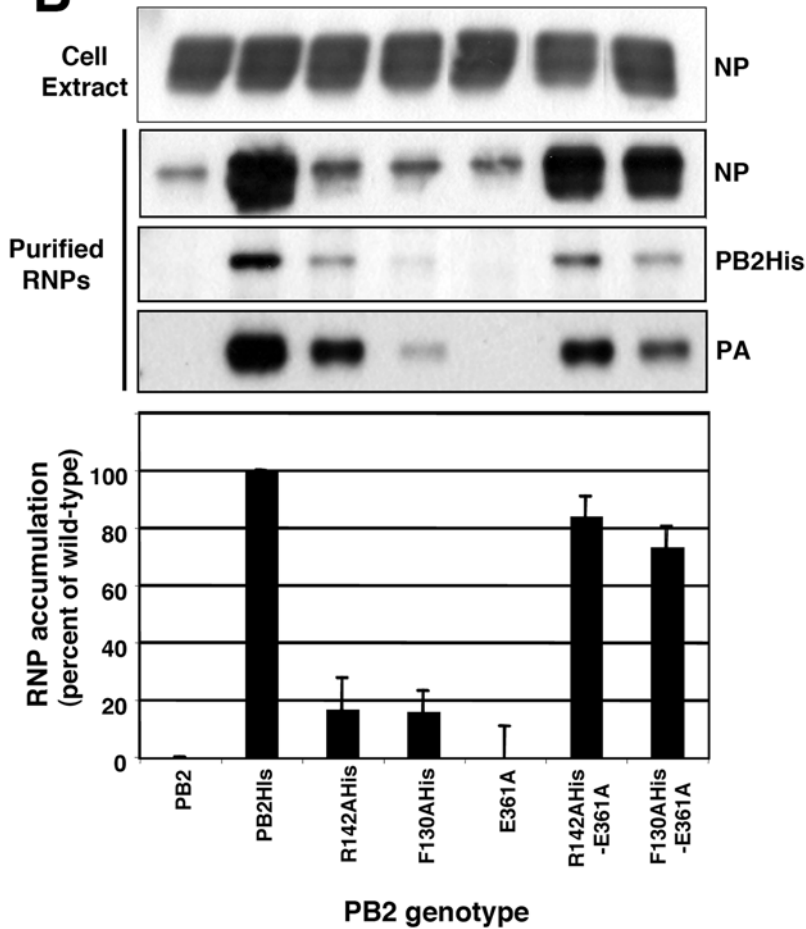 B
Cell
Extract
NP
Purified
RNPs
NP
PB2His
PA
RNP accumulation
(percent of wild-type)
100
80
60
40
20
0
PB2
PB2His
R142AHis
F130AHis
E361A
R142AHis
-E361A
F130AHis
-E361A
PB2 genotype